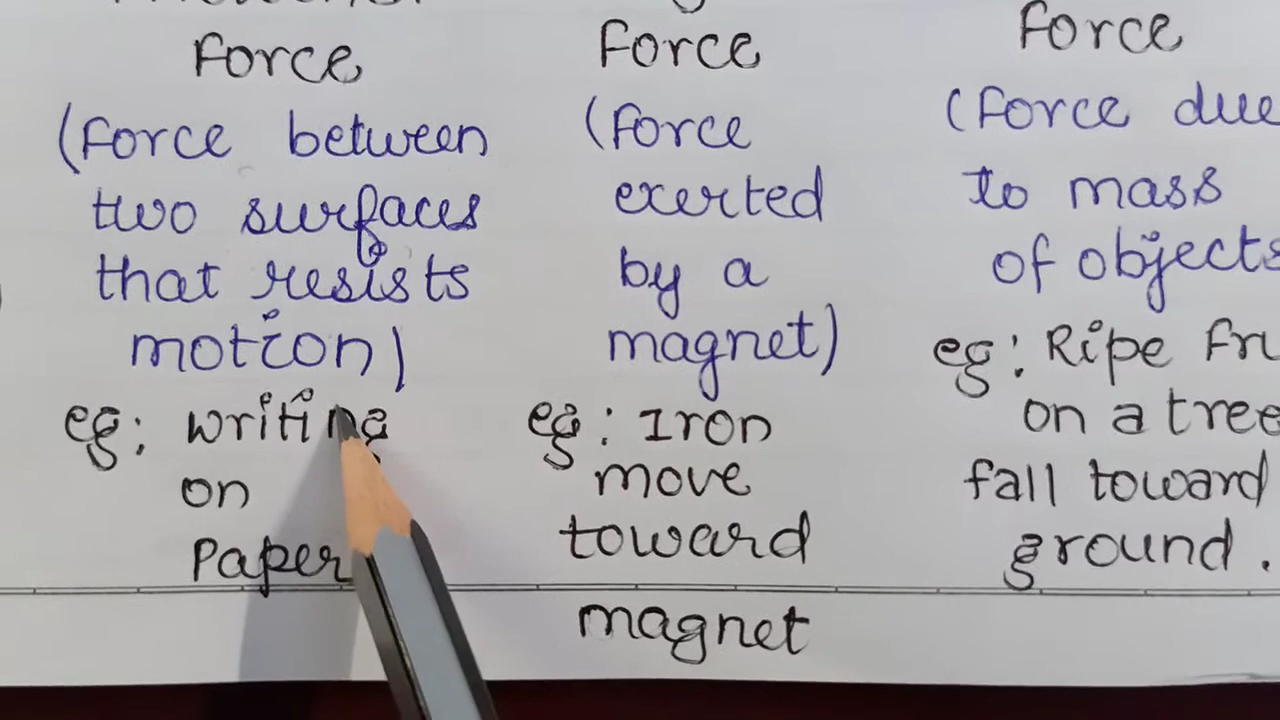 Force
(Force between
two surfaces
that resists
motion)
eg: writing
on
Paper
Force
(Force
exerted
by a
magnet)
eg: Iron
move
toward
magnet
Force
(Force due
to mass
of objects
eg: Ripe
on a tree
fall toward
ground.